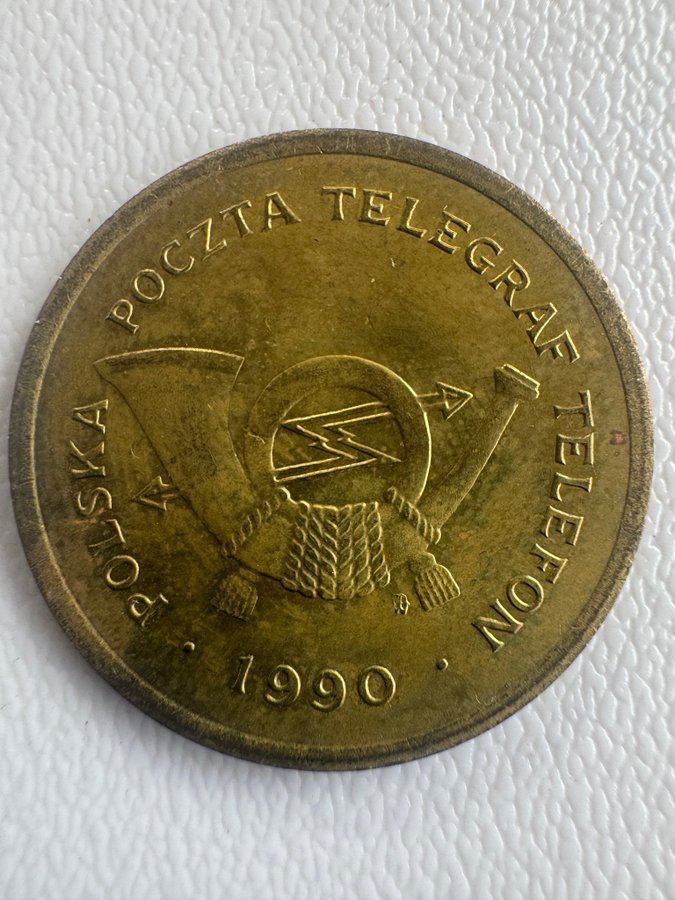 · POLSKA POCZTA TELEGRAF TELEFON ·
1990